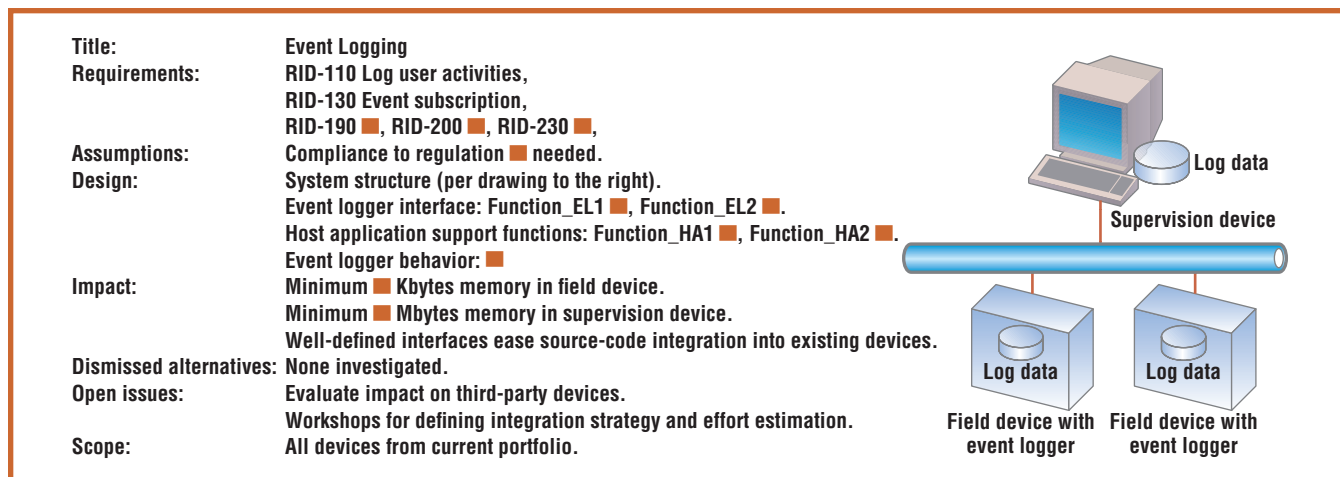 Title: Event Logging
Requirements: RID-110 Log user activities,
RID-130 Event subscription,
RID-190 ■, RID-200 ■, RID-230 ■,
Assumptions: Compliance to regulation ■ needed.
Design: System structure (per drawing to the right).
Event logger interface: Function_EL1 ■, Function_EL2 ■.
Host application support functions: Function_HA1 ■, Function_HA2 ■.
Event logger behavior: ■
Impact: Minimum ■ Kbytes memory in field device.
Minimum ■ Mbytes memory in supervision device.
Well-defined interfaces ease source-code integration into existing devices.
Dismissed alternatives: None investigated.
Open issues: Evaluate impact on third-party devices.
Workshops for defining integration strategy and effort estimation.
Scope: All devices from current portfolio.
Log data
Supervision device
Log data
Field device with
event logger
Log data
Field device with
event logger